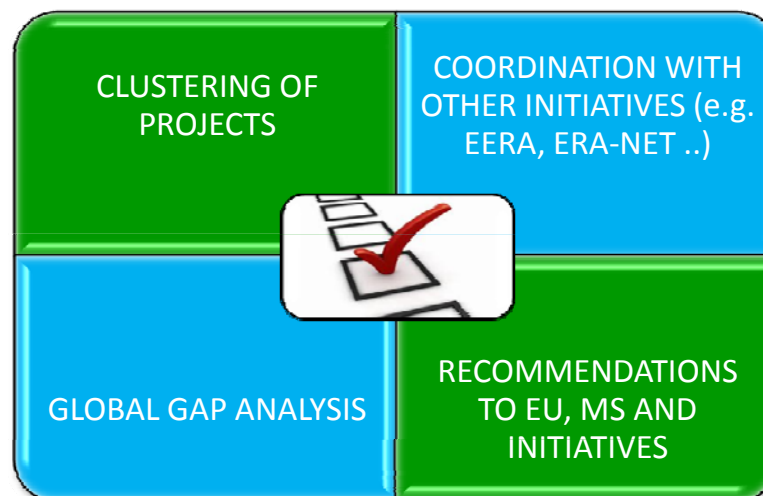 CLUSTERING OF
PROJECTS
COORDINATION WITH
OTHER INITIATIVES (e.g.
EERA, ERA-NET ..)
GLOBAL GAP ANALYSIS
RECOMMENDATIONS
TO EU, MS AND
INITIATIVES